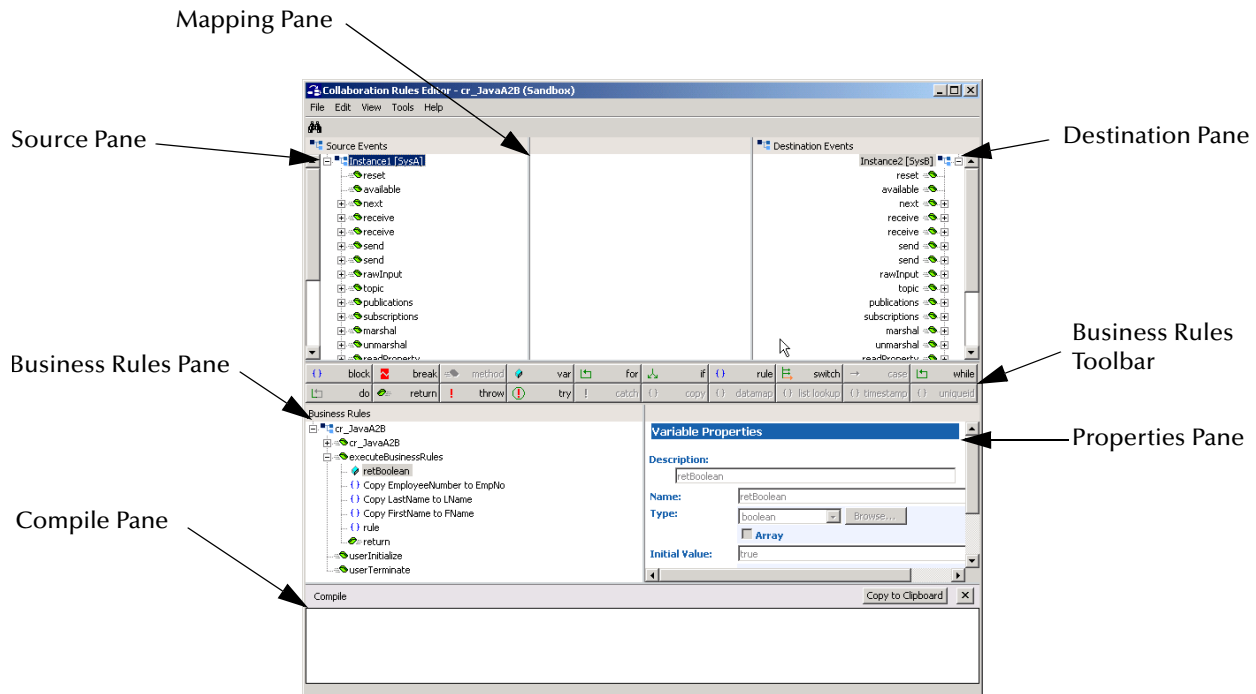 Mapping Pane
Source Pane
Destination Pane
Business Rules Pane
Business Rules
Toolbar
Properties Pane
Compile Pane
Collaboration Rules Editor - cr_JavaA2B (Sandbox)
File Edit View Tools Help
Source Events
Instance1 [SysA]
reset
available
next
receive
receive
send
send
rawInput
topic
publications
subscriptions
marshal
unmarshal
readProperty
Destination Events
Instance2 [SysB]
reset
available
next
receive
receive
send
send
rawInput
topic
publications
subscriptions
marshal
unmarshal
readProperty
block break method var for if rule switch case while
do return throw try catch copy datamap list lookup timestamp uniqueid
Business Rules
cr_JavaA2B
cr_JavaA2B
executeBusinessRules
retBoolean
Copy EmployeeNumber to EmpNo
Copy LastName to LName
Copy FirstName to FName
rule
return
userInitialize
userTerminate
Variable Properties
Description:
retBoolean
Name: retBoolean
Type: boolean Browse...
Array
Initial Value: true
Compile Copy to Clipboard